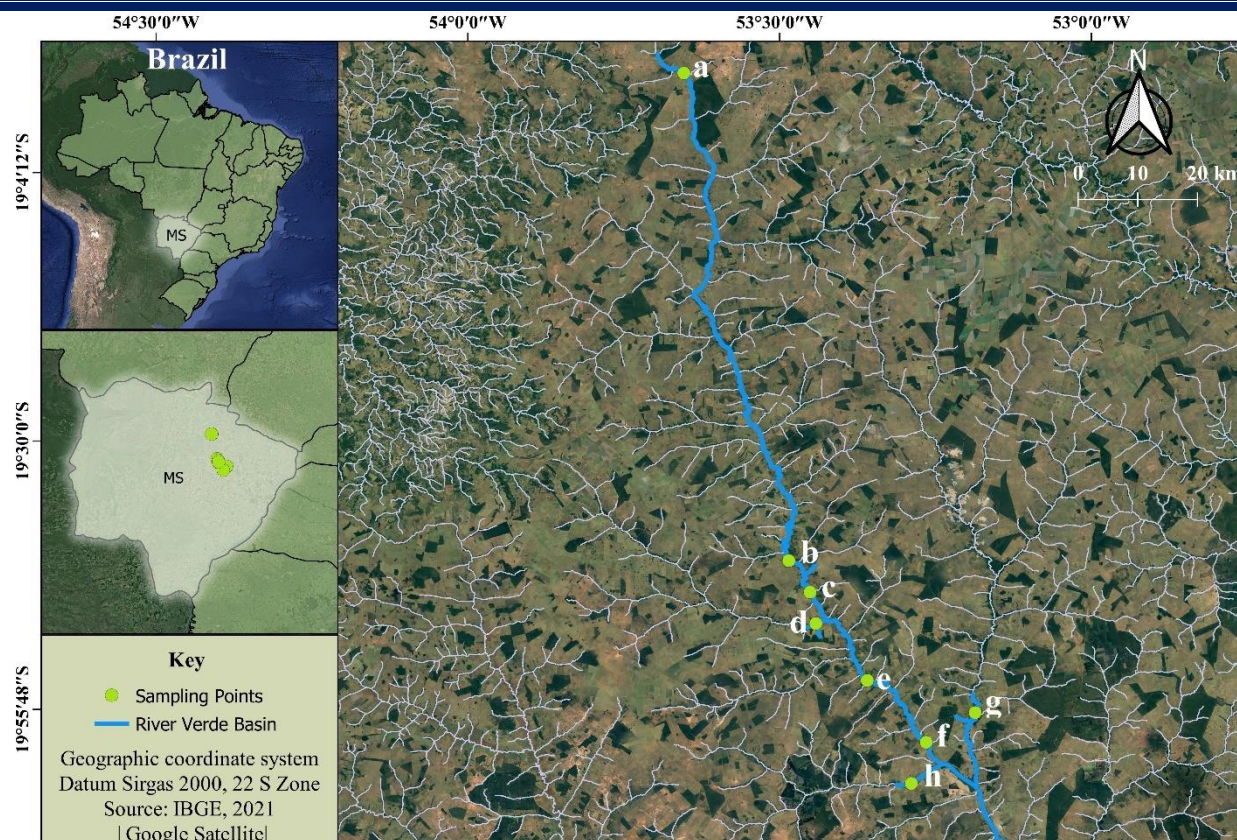 54°30'0"W
54°0'0"W
53°30'0"W
53°0'0"W
19°4'12"S
19°30'0"S
19°55'48"S
Brazil
MS
MS
Key
Sampling Points
River Verde Basin
Geographic coordinate system
Datum Sirgas 2000, 22 S Zone
Source: IBGE, 2021
| Google Satellite|
N
0 10 20 km
a
b
c
d
e
f
g
h